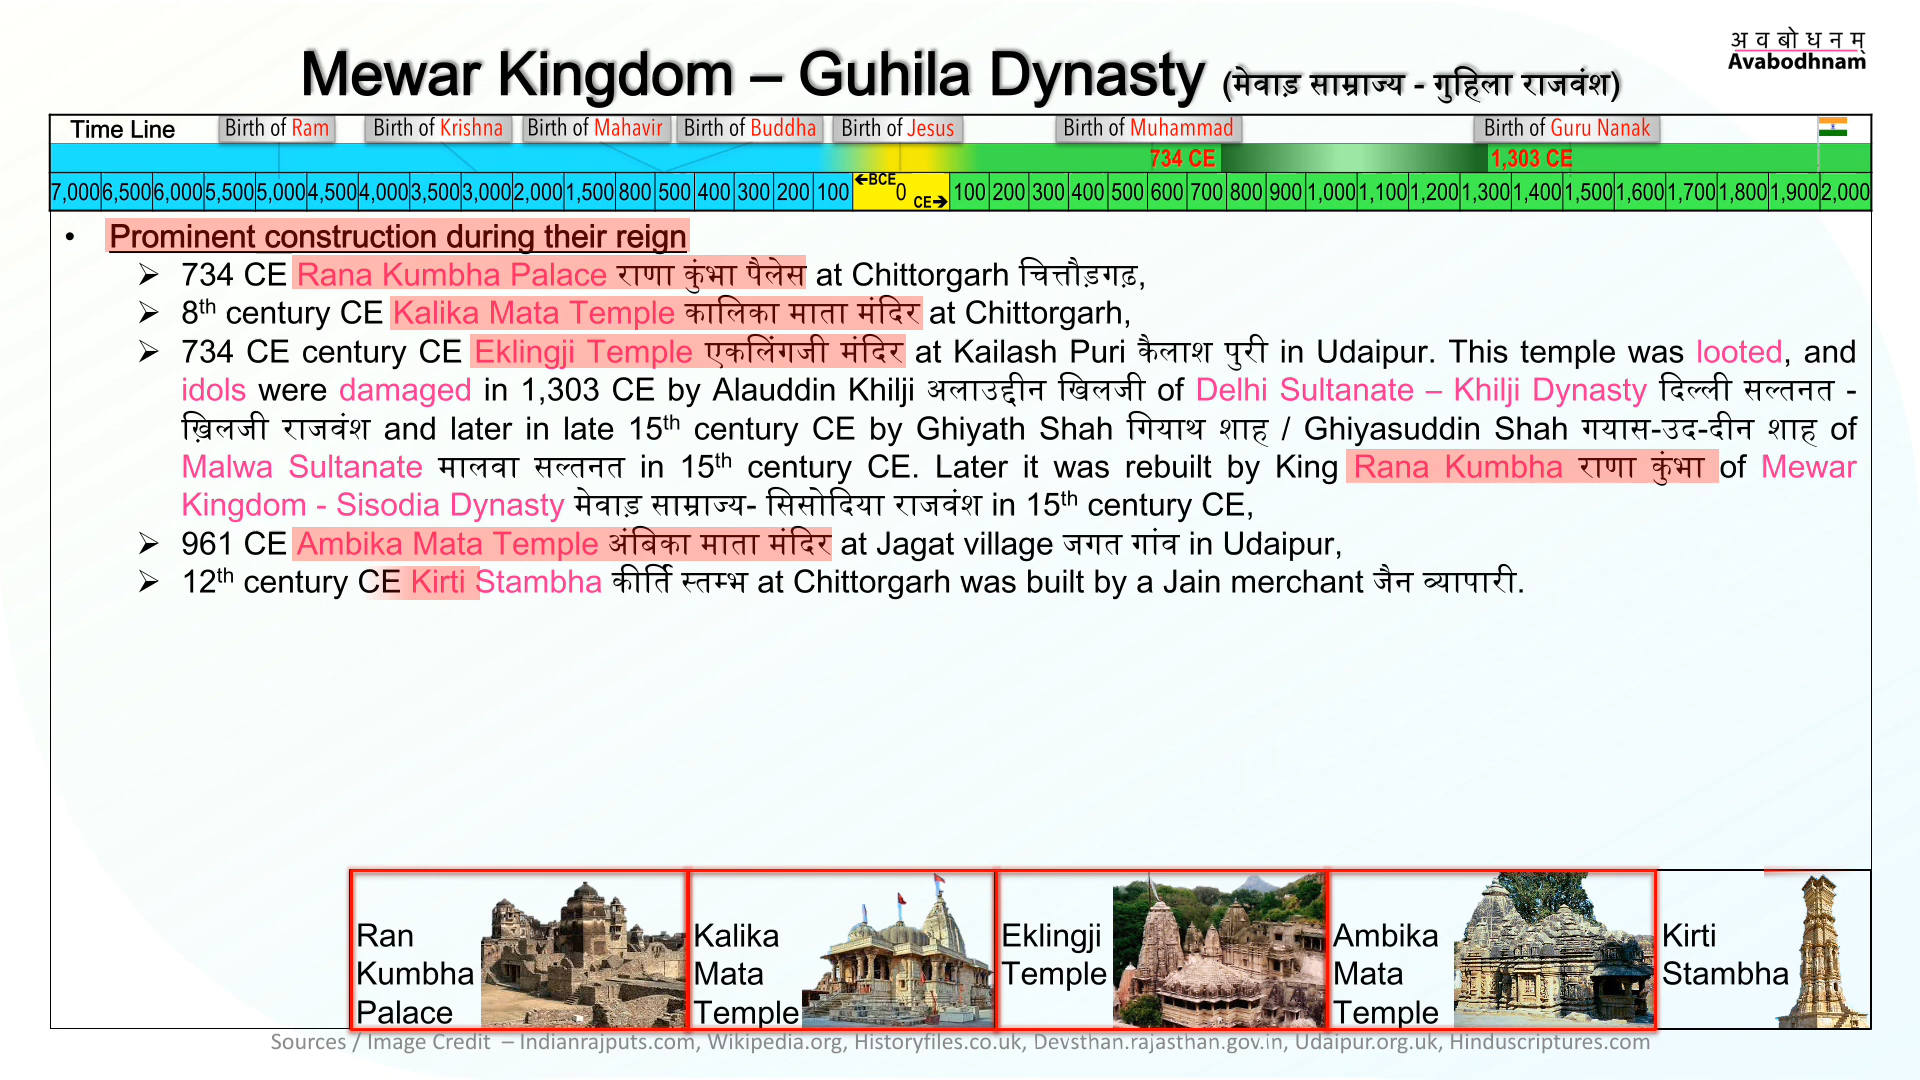 अ व बो ध न म्
Avabodhnam
Mewar Kingdom – Guhila Dynasty (मेवाड़ साम्राज्य - गुहिला राजवंश)
Time Line
Birth of Ram
Birth of Krishna
Birth of Mahavir
Birth of Buddha
Birth of Jesus
Birth of Muhammad
Birth of Guru Nanak
734 CE
1,303 CE
7,000 6,500 6,000 5,500 5,000 4,500 4,000 3,500 3,000 2,000 1,500 800 500 400 300 200 100 ←BCE 0 CE→ 100 200 300 400 500 600 700 800 900 1,000 1,100 1,200 1,300 1,400 1,500 1,600 1,700 1,800 1,900 2,000
• Prominent construction during their reign
➢ 734 CE Rana Kumbha Palace राणा कुंभा पैलेस at Chittorgarh चित्तौड़गढ़,
➢ 8th century CE Kalika Mata Temple कालिका माता मंदिर at Chittorgarh,
➢ 734 CE century CE Eklingji Temple एकलिंगजी मंदिर at Kailash Puri कैलाश पुरी in Udaipur. This temple was looted, and
idols were damaged in 1,303 CE by Alauddin Khilji अलाउद्दीन खिलजी of Delhi Sultanate – Khilji Dynasty दिल्ली सल्तनत -
ख़िलजी राजवंश and later in late 15th century CE by Ghiyath Shah गियाथ शाह / Ghiyasuddin Shah गयास-उद-दीन शाह of
Malwa Sultanate मालवा सल्तनत in 15th century CE. Later it was rebuilt by King Rana Kumbha राणा कुंभा of Mewar
Kingdom - Sisodia Dynasty मेवाड़ साम्राज्य- सिसोदिया राजवंश in 15th century CE,
➢ 961 CE Ambika Mata Temple अंबिका माता मंदिर at Jagat village जगत गांव in Udaipur,
➢ 12th century CE Kirti Stambha कीर्ति स्तम्भ at Chittorgarh was built by a Jain merchant जैन व्यापारी.
Ran
Kumbha
Palace
Kalika
Mata
Temple
Eklingji
Temple
Ambika
Mata
Temple
Kirti
Stambha
Sources / Image Credit – Indianrajputs.com, Wikipedia.org, Historyfiles.co.uk, Devsthan.rajasthan.gov.in, Udaipur.org.uk, Hinduscriptures.com